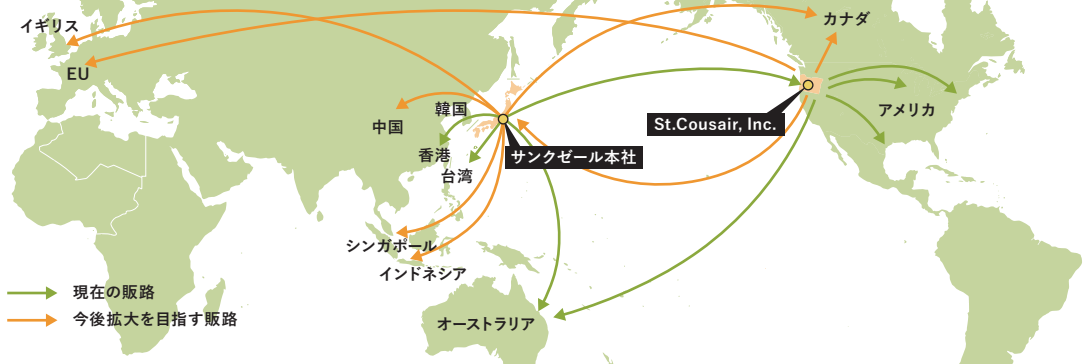 イギリス
カナダ
EU
韓国
アメリカ
中国
St.Cousair, Inc.
香港
サンクゼール本社
台湾
シンガポール
インドネシア
現在の販路
今後拡大を目指す販路
オーストラリア